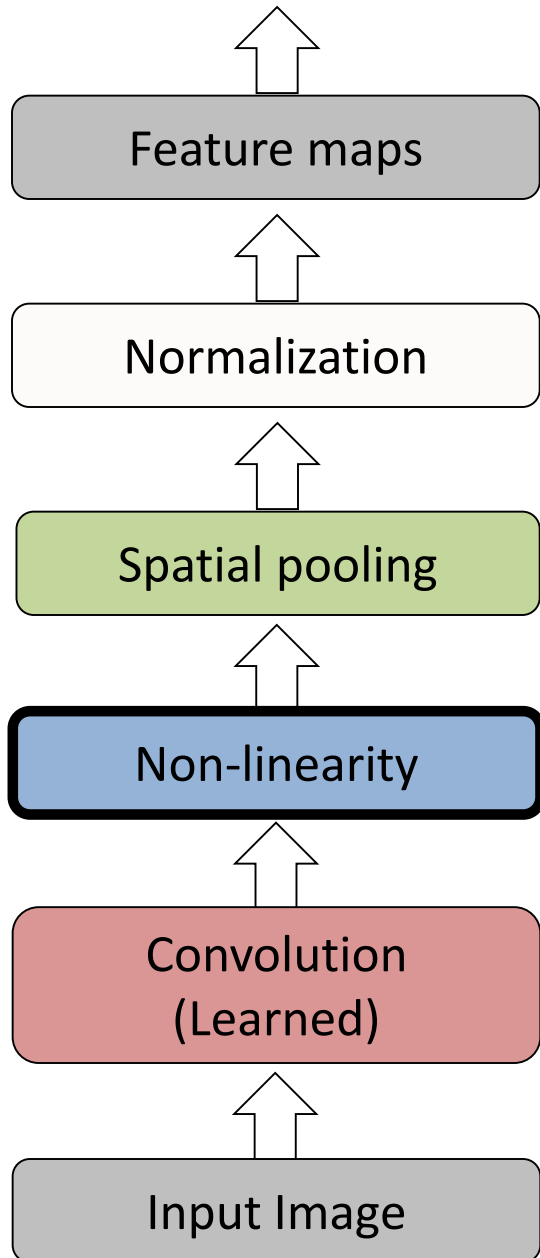 Feature maps
Normalization
Spatial pooling
Non-linearity
Convolution
(Learned)
Input Image